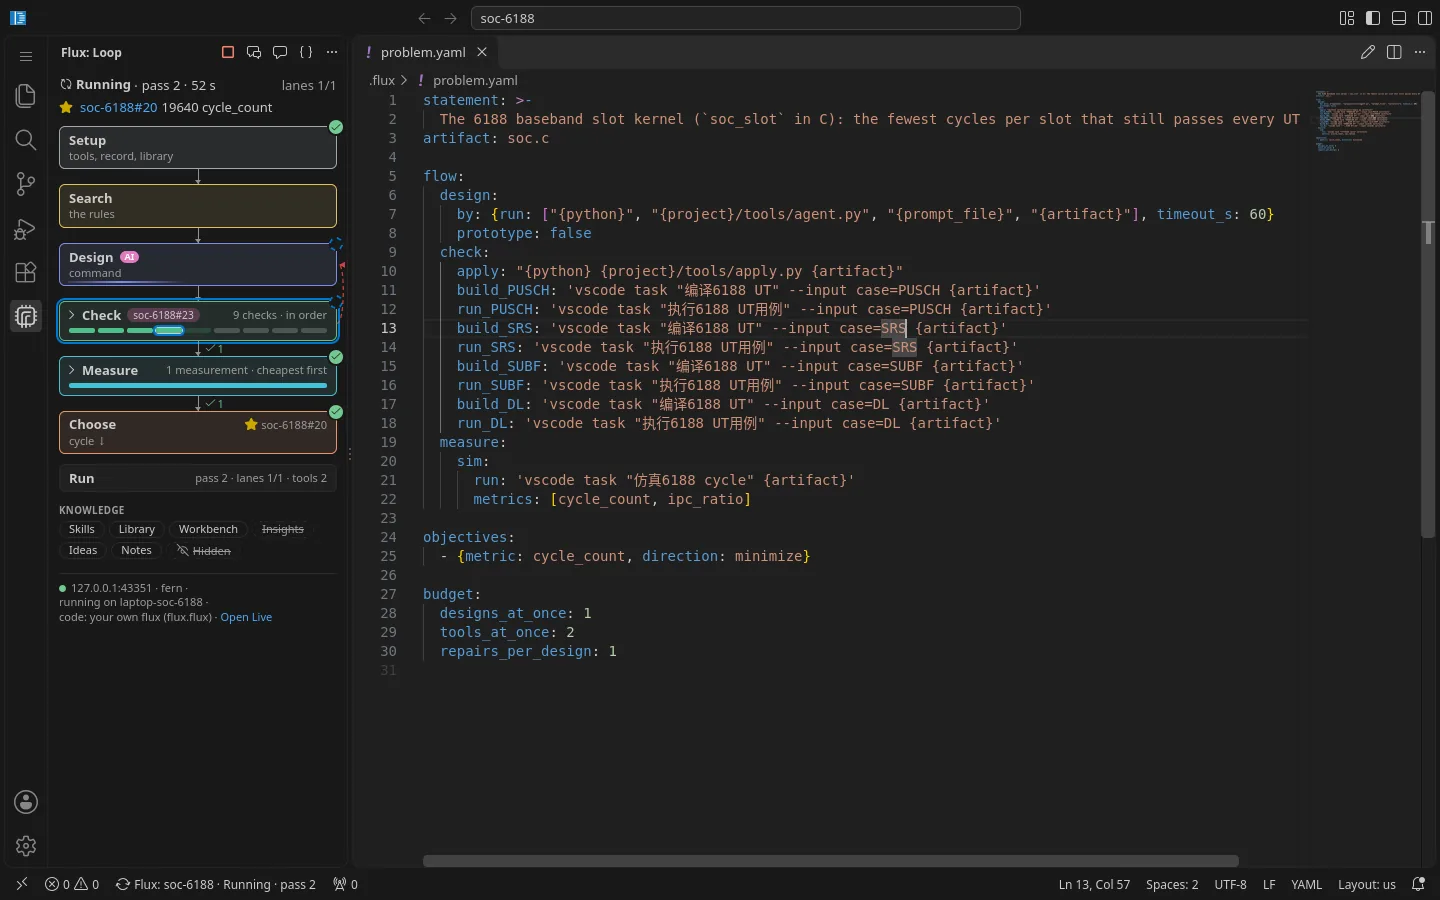 soc-6188
Flux: Loop
Running · pass 2 · 52 s
lanes 1/1
soc-6188#20 19640 cycle_count
Setup
tools, record, library
Search
the rules
Design AI
command
Check soc-6188#23 9 checks · in order
1
Measure 1 measurement · cheapest first
1
Choose soc-6188#20
cycle ↓
Run pass 2 · lanes 1/1 · tools 2
KNOWLEDGE
Skills Library Workbench Insights
Ideas Notes Hidden
127.0.0.1:43351 · fern ·
running on laptop-soc-6188 ·
code: your own flux (flux.flux) · Open Live
! problem.yaml
.flux > ! problem.yaml
1 statement: >-
2 The 6188 baseband slot kernel (`soc_slot` in C): the fewest cycles per slot that still passes every UT
3 artifact: soc.c
4
5 flow:
6 design:
7 by: {run: ["{python}", "{project}/tools/agent.py", "{prompt_file}", "{artifact}"], timeout_s: 60}
8 prototype: false
9 check:
10 apply: "{python} {project}/tools/apply.py {artifact}"
11 build_PUSCH: 'vscode task "编译6188 UT" --input case=PUSCH {artifact}'
12 run_PUSCH: 'vscode task "执行6188 UT用例" --input case=PUSCH {artifact}'
13 build_SRS: 'vscode task "编译6188 UT" --input case=SRS {artifact}'
14 run_SRS: 'vscode task "执行6188 UT用例" --input case=SRS {artifact}'
15 build_SUBF: 'vscode task "编译6188 UT" --input case=SUBF {artifact}'
16 run_SUBF: 'vscode task "执行6188 UT用例" --input case=SUBF {artifact}'
17 build_DL: 'vscode task "编译6188 UT" --input case=DL {artifact}'
18 run_DL: 'vscode task "执行6188 UT用例" --input case=DL {artifact}'
19 measure:
20 sim:
21 run: 'vscode task "仿真6188 cycle" {artifact}'
22 metrics: [cycle_count, ipc_ratio]
23
24 objectives:
25 - {metric: cycle_count, direction: minimize}
26
27 budget:
28 designs_at_once: 1
29 tools_at_once: 2
30 repairs_per_design: 1
31
0 0 Flux: soc-6188 · Running · pass 2 0
Ln 13, Col 57 Spaces: 2 UTF-8 LF YAML Layout: us